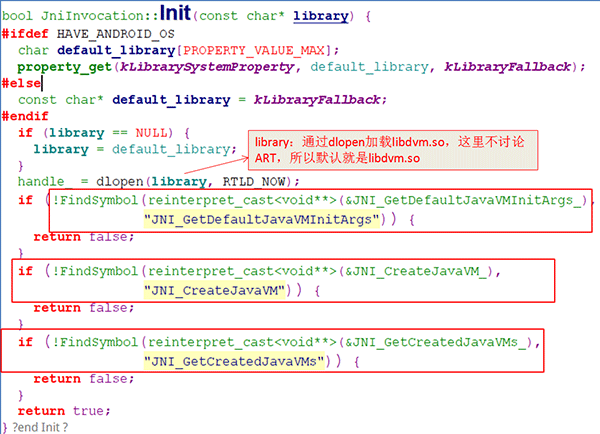 bool JniInvocation::Init(const char* library) {
#ifdef HAVE_ANDROID_OS
char default_library[PROPERTY_VALUE_MAX];
property_get(kLibrarySystemProperty, default_library, kLibraryFallback);
#else
const char* default_library = kLibraryFallback;
#endif
if (library == NULL) {
library = default_library;
}
library：通过dlopen加载libdvm.so，这里不讨论
ART，所以默认就是libdvm.so
handle_ = dlopen(library, RTLD_NOW);
if (!FindSymbol(reinterpret_cast<void**>(&JNI_GetDefaultJavaVMInitArgs_),
"JNI_GetDefaultJavaVMInitArgs")) {
return false;
}
if (!FindSymbol(reinterpret_cast<void**>(&JNI_CreateJavaVM_),
"JNI_CreateJavaVM")) {
return false;
}
if (!FindSymbol(reinterpret_cast<void**>(&JNI_GetCreatedJavaVMs_),
"JNI_GetCreatedJavaVMs")) {
return false;
}
return true;
} ?end Init ?